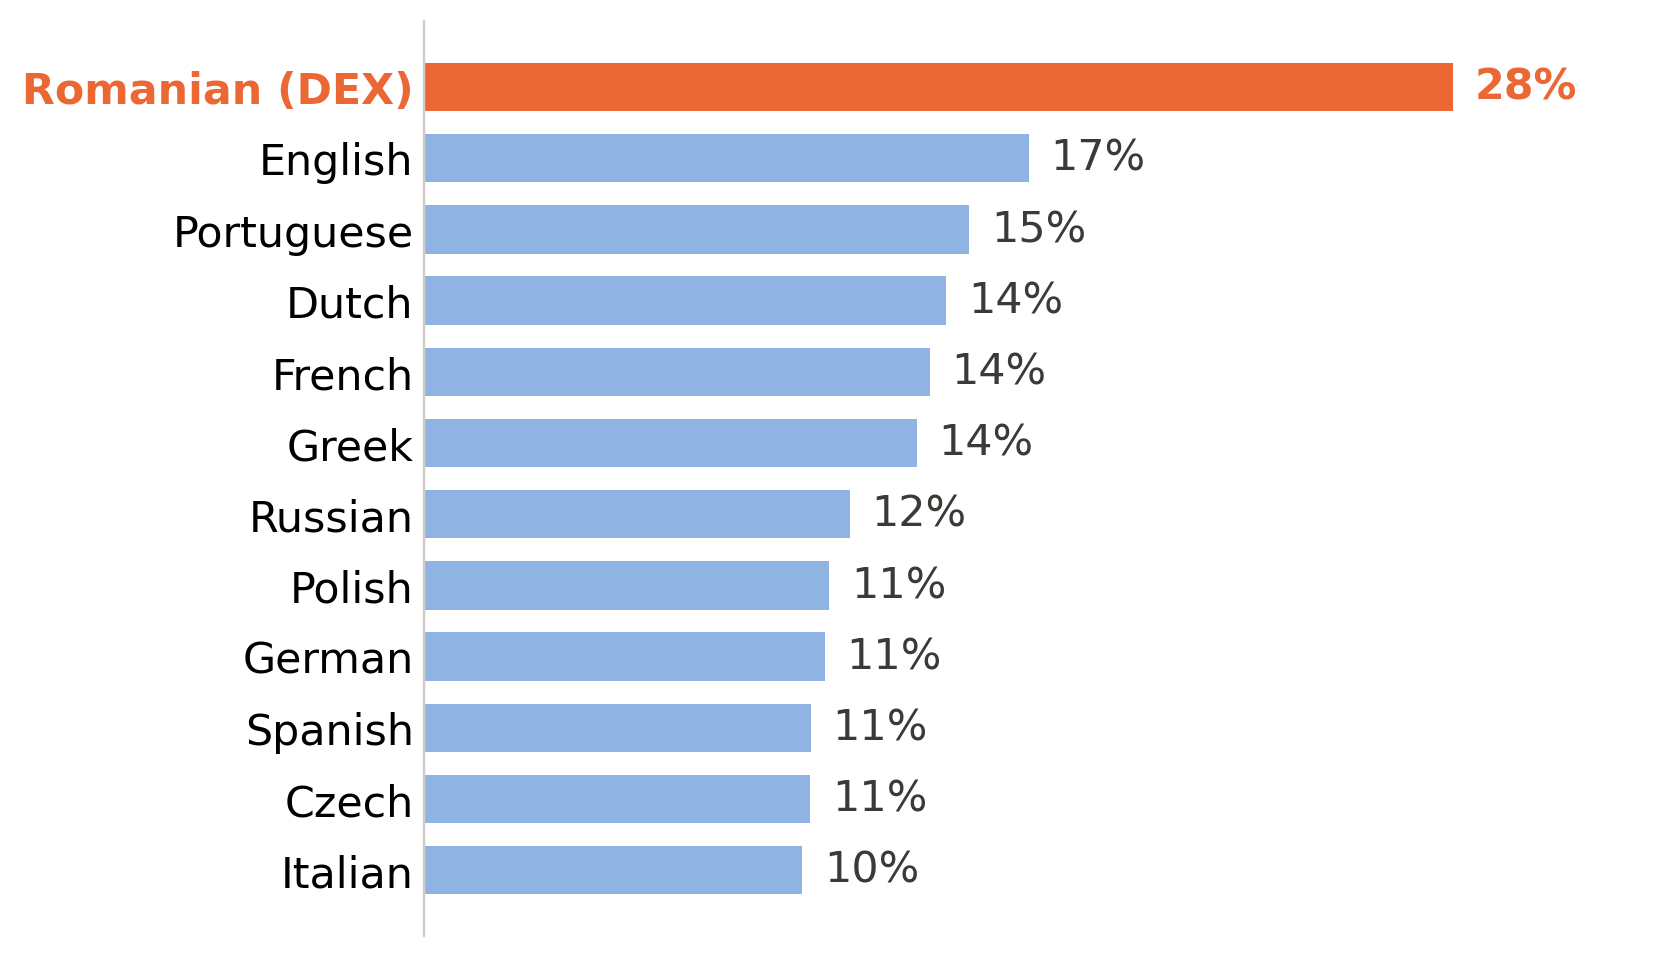 Romanian (DEX) 28%
English 17%
Portuguese 15%
Dutch 14%
French 14%
Greek 14%
Russian 12%
Polish 11%
German 11%
Spanish 11%
Czech 11%
Italian 10%